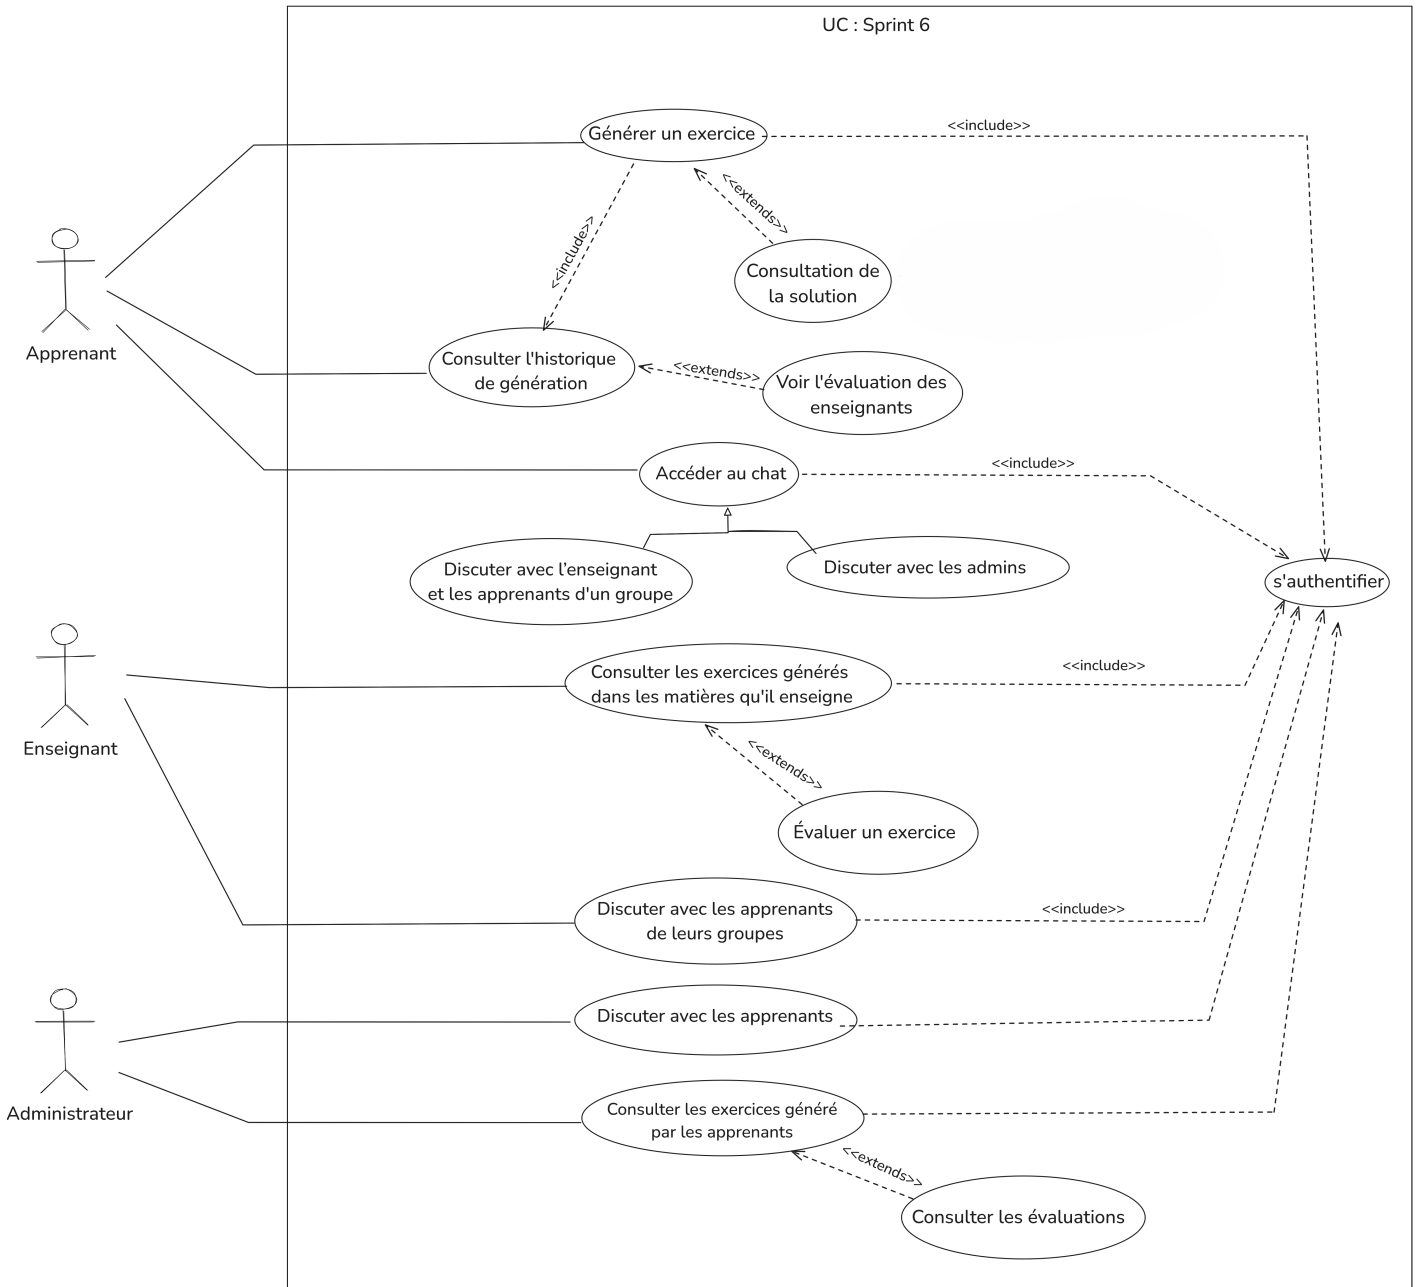 UC : Sprint 6
Générer un exercice
<<include>>
<<extends>>
<<include>>
Consultation de
la solution
Apprenant
Consulter l'historique
de génération
<<extends>>
Voir l'évaluation des
enseignants
Accéder au chat
<<include>>
Discuter avec l’enseignant
et les apprenants d'un groupe
Discuter avec les admins
s'authentifier
Enseignant
Consulter les exercices générés
dans les matières qu'il enseigne
<<include>>
<<extends>>
Évaluer un exercice
Discuter avec les apprenants
de leurs groupes
<<include>>
Discuter avec les apprenants
Administrateur
Consulter les exercices généré
par les apprenants
<<extends>>
Consulter les évaluations